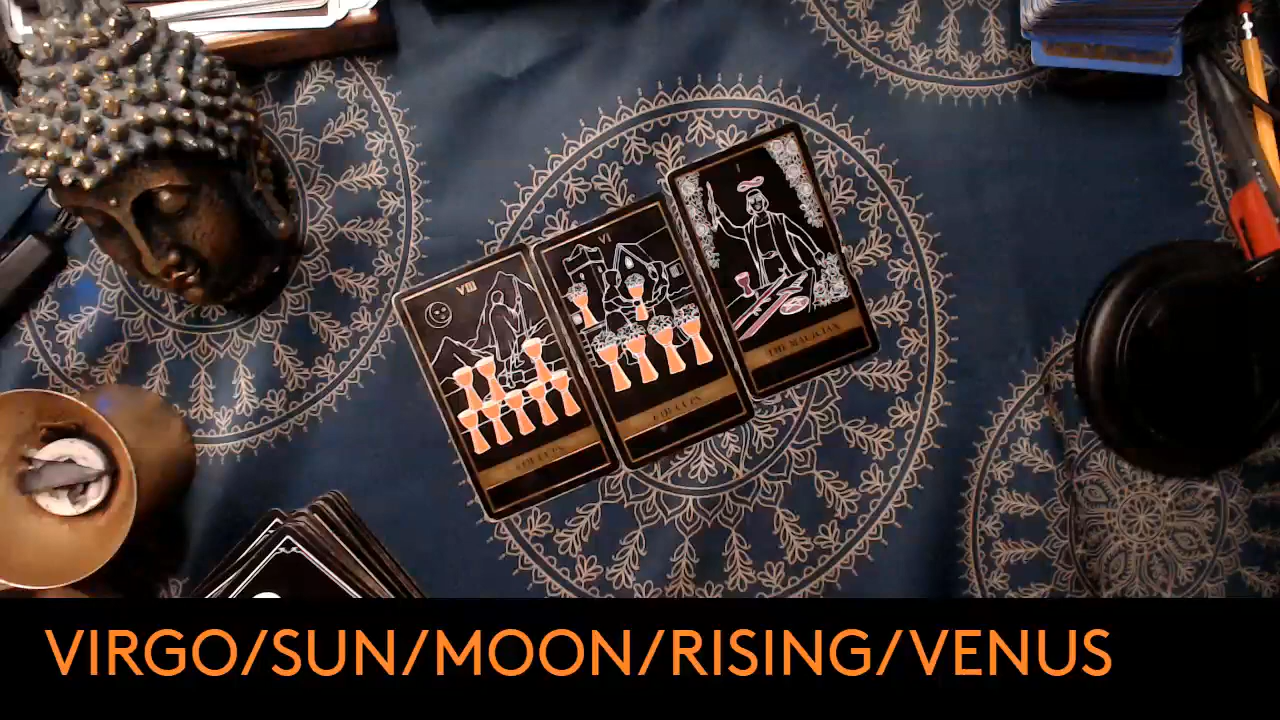 VIII
VI
I
THE MAGICIAN
VIRGO/SUN/MOON/RISING/VENUS